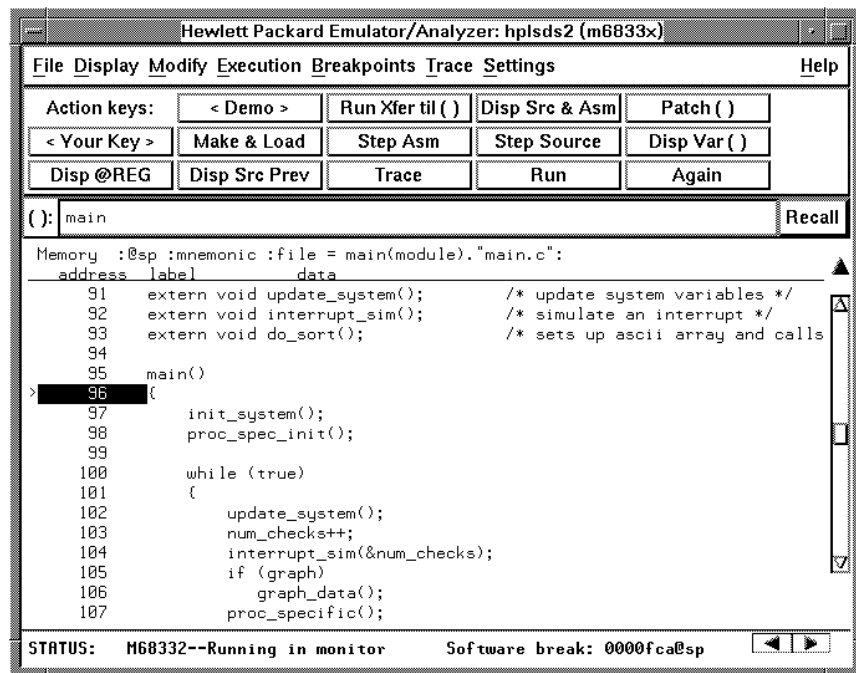 Hewlett Packard Emulator/Analyzer: hplsds2 (m6833x)
File Display Modify Execution Breakpoints Trace Settings Help
Action keys: < Demo > Run Xfer til ( ) Disp Src & Asm Patch ( )
< Your Key > Make & Load Step Asm Step Source Disp Var ( )
Disp @REG Disp Src Prev Trace Run Again
( ): main Recall
Memory :@sp :mnemonic :file = main(module)."main.c":
address label data
91 extern void update_system(); /* update system variables */
92 extern void interrupt_sim(); /* simulate an interrupt */
93 extern void do_sort(); /* sets up ascii array and calls
94
95 main()
> 96 {
97 init_system();
98 proc_spec_init();
99
100 while (true)
101 {
102 update_system();
103 num_checks++;
104 interrupt_sim(&num_checks);
105 if (graph)
106 graph_data();
107 proc_specific();
STATUS: M68332--Running in monitor Software break: 0000fca@sp